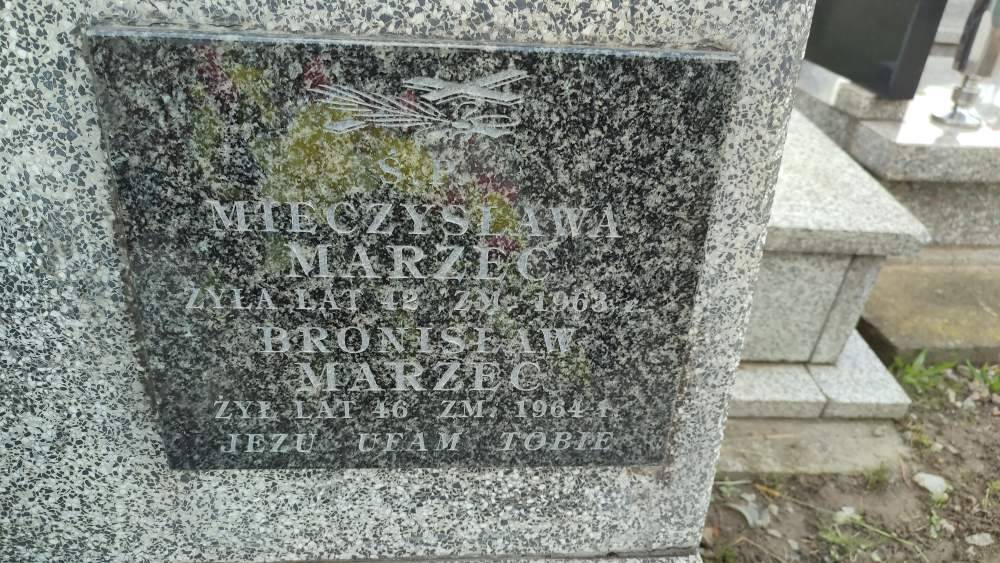 Ś.P.
MIECZYSŁAWA
MARZEC
ŻYŁA LAT 42 ZM. 1963 r.
BRONISŁAW
MARZEC
ŻYŁ LAT 46 ZM. 1964 r.
JEZU UFAM TOBIE